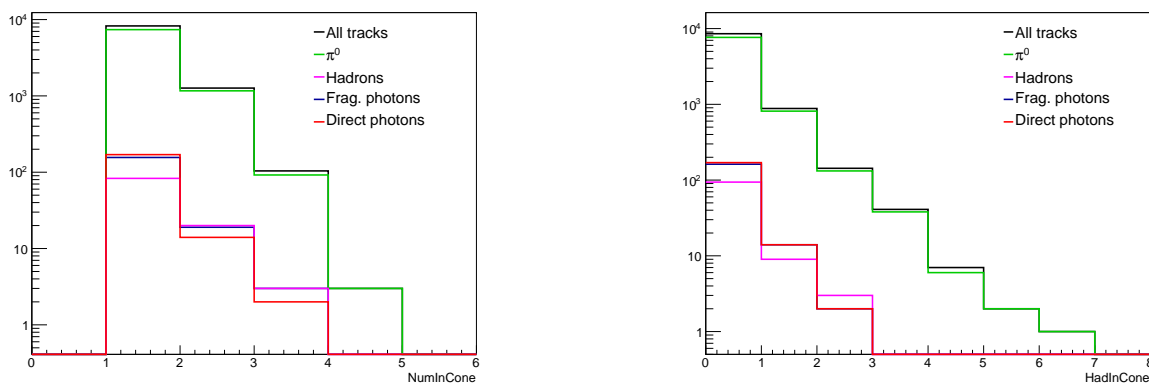 10⁴
10³
10²
10
1
0 1 2 3 4 5 6
NumInCone
All tracks
π⁰
Hadrons
Frag. photons
Direct photons
10⁴
10³
10²
10
1
0 1 2 3 4 5 6 7 8
HadInCone
All tracks
π⁰
Hadrons
Frag. photons
Direct photons